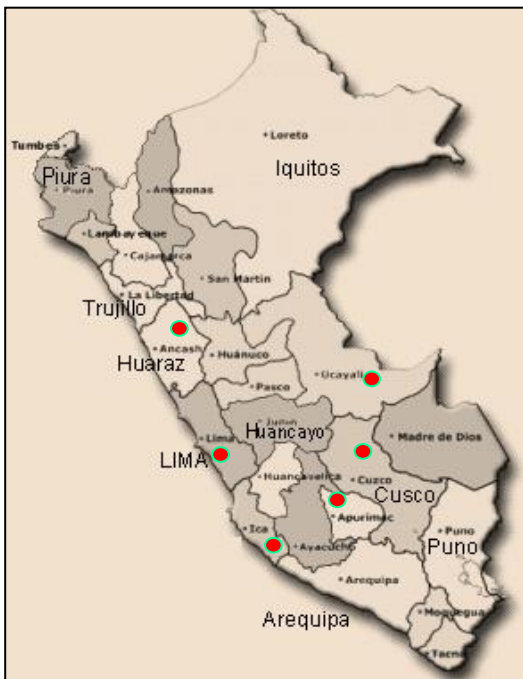 Loreto
Tumbes
Iquitos
Piura
Piura
Amazonas
Lambayeque
Cajamarca
San Martin
La Libertad
Trujillo
Ancash
Huánuco
Ucayali
Huaraz
Pasco
Junín
Huancayo
Lima
Madre de Dios
LIMA
Huancavelica
Cuzco
Cusco
Apurimac
Ica
Puno
Ayacucho
Puno
Arequipa
Moquegua
Arequipa
Tacna